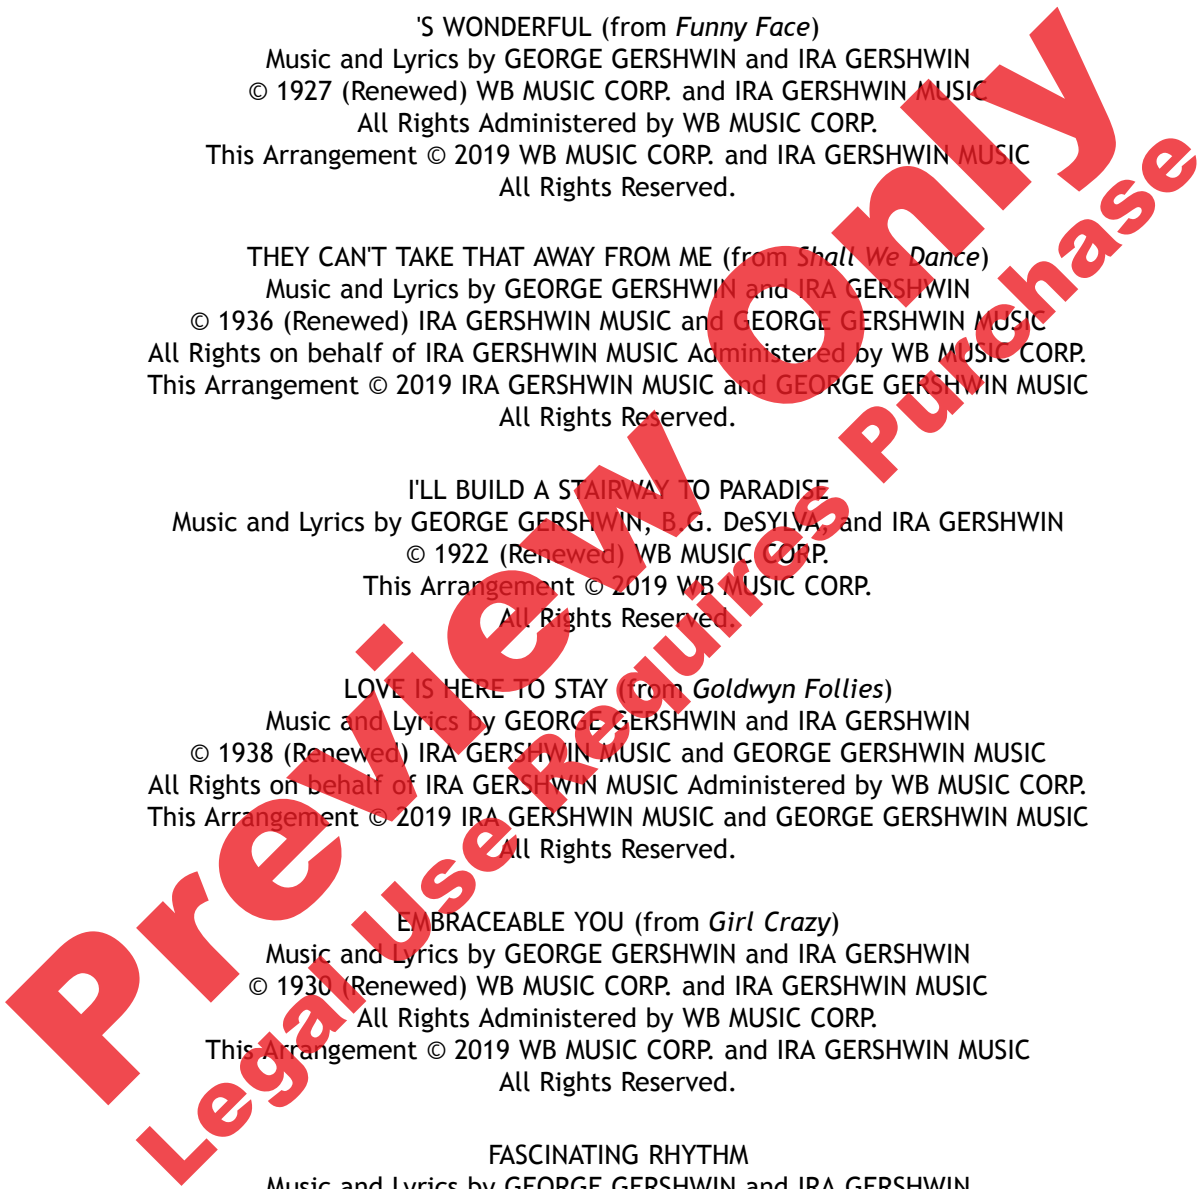 'S WONDERFUL (from Funny Face)
Music and Lyrics by GEORGE GERSHWIN and IRA GERSHWIN
© 1927 (Renewed) WB MUSIC CORP. and IRA GERSHWIN MUSIC
All Rights Administered by WB MUSIC CORP.
This Arrangement © 2019 WB MUSIC CORP. and IRA GERSHWIN MUSIC
All Rights Reserved.
THEY CAN'T TAKE THAT AWAY FROM ME (from Shall We Dance)
Music and Lyrics by GEORGE GERSHWIN and IRA GERSHWIN
© 1936 (Renewed) IRA GERSHWIN MUSIC and GEORGE GERSHWIN MUSIC
All Rights on behalf of IRA GERSHWIN MUSIC Administered by WB MUSIC CORP.
This Arrangement © 2019 IRA GERSHWIN MUSIC and GEORGE GERSHWIN MUSIC
All Rights Reserved.
I'LL BUILD A STAIRWAY TO PARADISE
Music and Lyrics by GEORGE GERSHWIN, B.G. DeSYLVA, and IRA GERSHWIN
© 1922 (Renewed) WB MUSIC CORP.
This Arrangement © 2019 WB MUSIC CORP.
All Rights Reserved.
LOVE IS HERE TO STAY (from Goldwyn Follies)
Music and Lyrics by GEORGE GERSHWIN and IRA GERSHWIN
© 1938 (Renewed) IRA GERSHWIN MUSIC and GEORGE GERSHWIN MUSIC
All Rights on behalf of IRA GERSHWIN MUSIC Administered by WB MUSIC CORP.
This Arrangement © 2019 IRA GERSHWIN MUSIC and GEORGE GERSHWIN MUSIC
All Rights Reserved.
EMBRACEABLE YOU (from Girl Crazy)
Music and Lyrics by GEORGE GERSHWIN and IRA GERSHWIN
© 1930 (Renewed) WB MUSIC CORP. and IRA GERSHWIN MUSIC
All Rights Administered by WB MUSIC CORP.
This Arrangement © 2019 WB MUSIC CORP. and IRA GERSHWIN MUSIC
All Rights Reserved.
FASCINATING RHYTHM
Music and Lyrics by GEORGE GERSHWIN and IRA GERSHWIN
Preview Only
Legal Use Requires Purchase